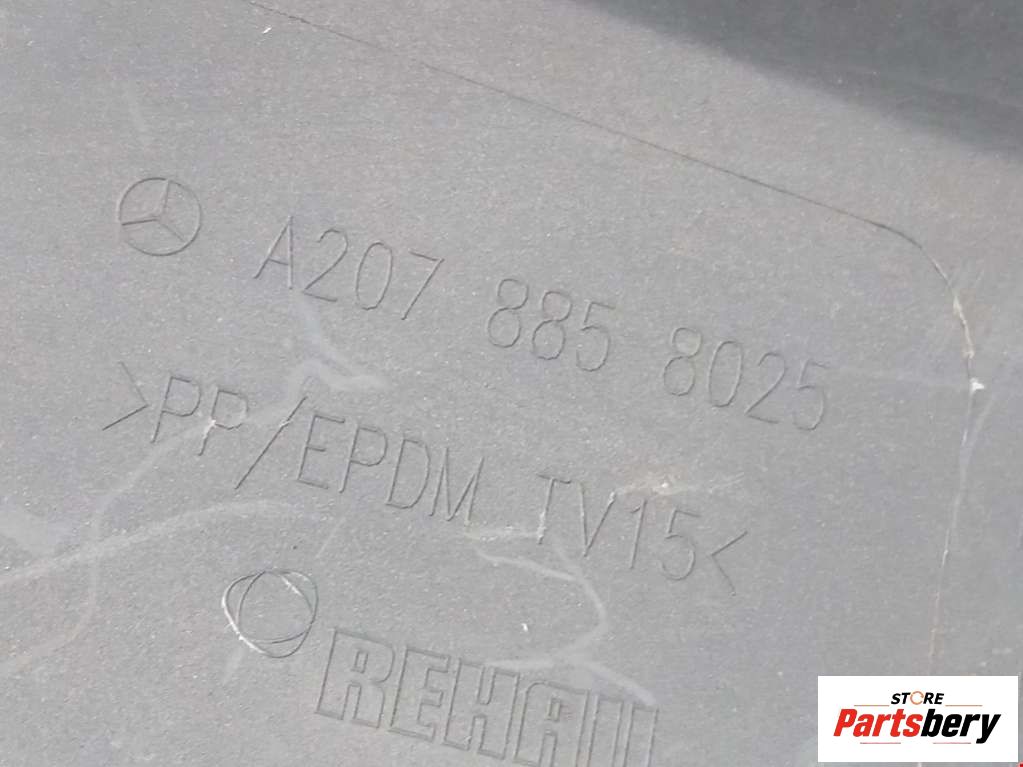 A207 885 8025
>PP/EPDM TV15<
REHAU
STORE
Partsbery